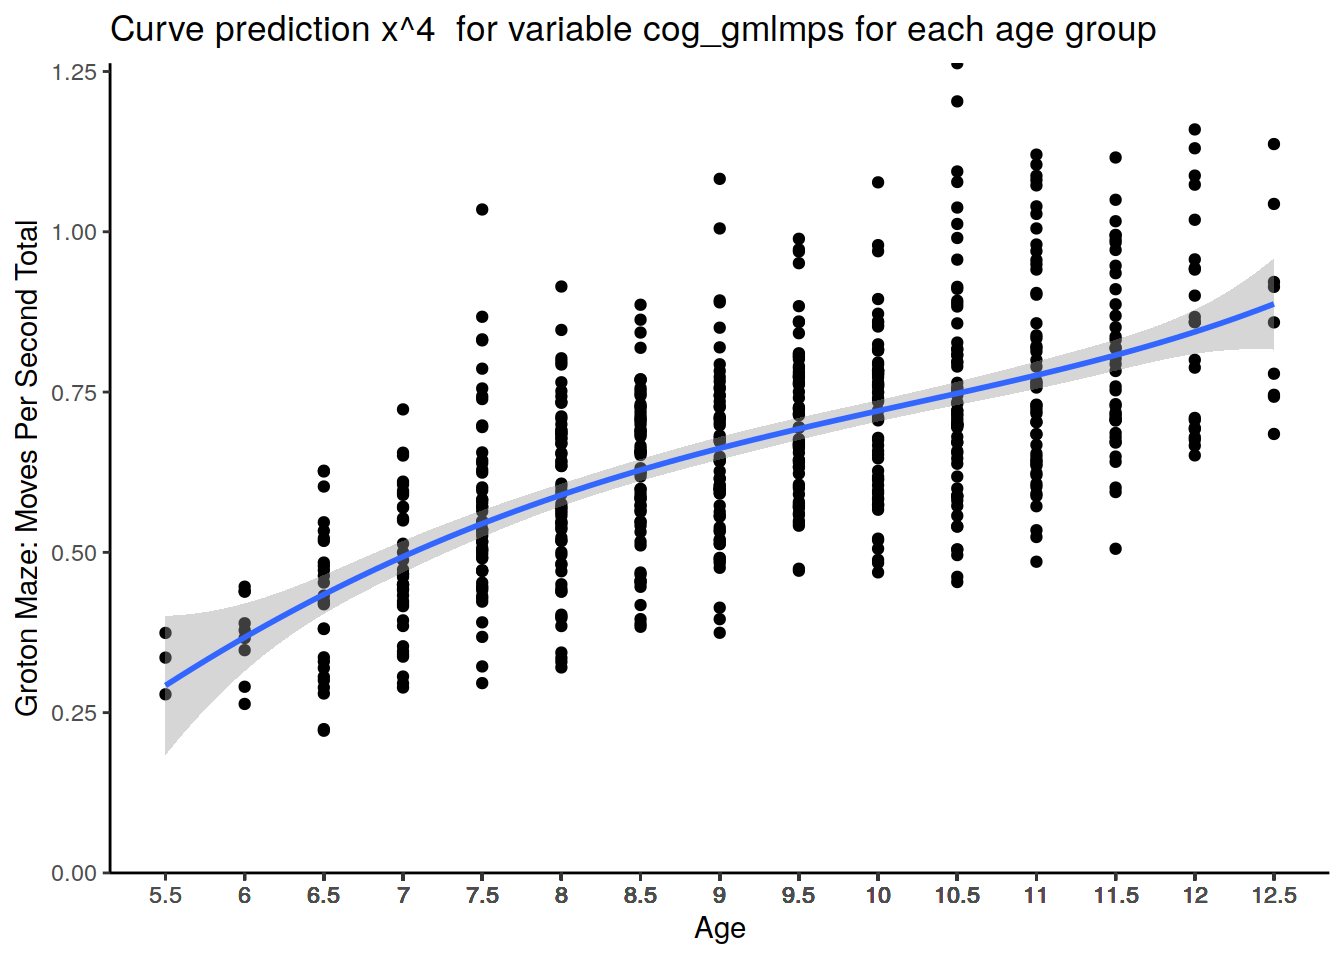 Curve prediction x^4  for variable cog_gmlmps for each age group
Groton Maze: Moves Per Second Total
1.25
1.00
0.75
0.50
0.25
0.00
5.5 6 6.5 7 7.5 8 8.5 9 9.5 10 10.5 11 11.5 12 12.5
Age